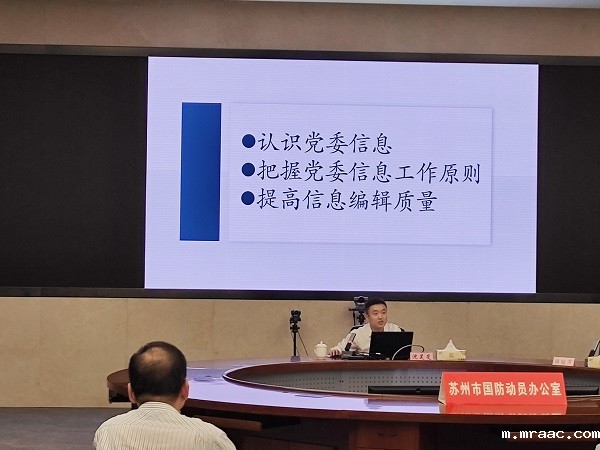 ●认识党委信息
●把握党委信息工作原则
●提高信息编辑质量
苏州市国防动员办公室
m.mraac.com